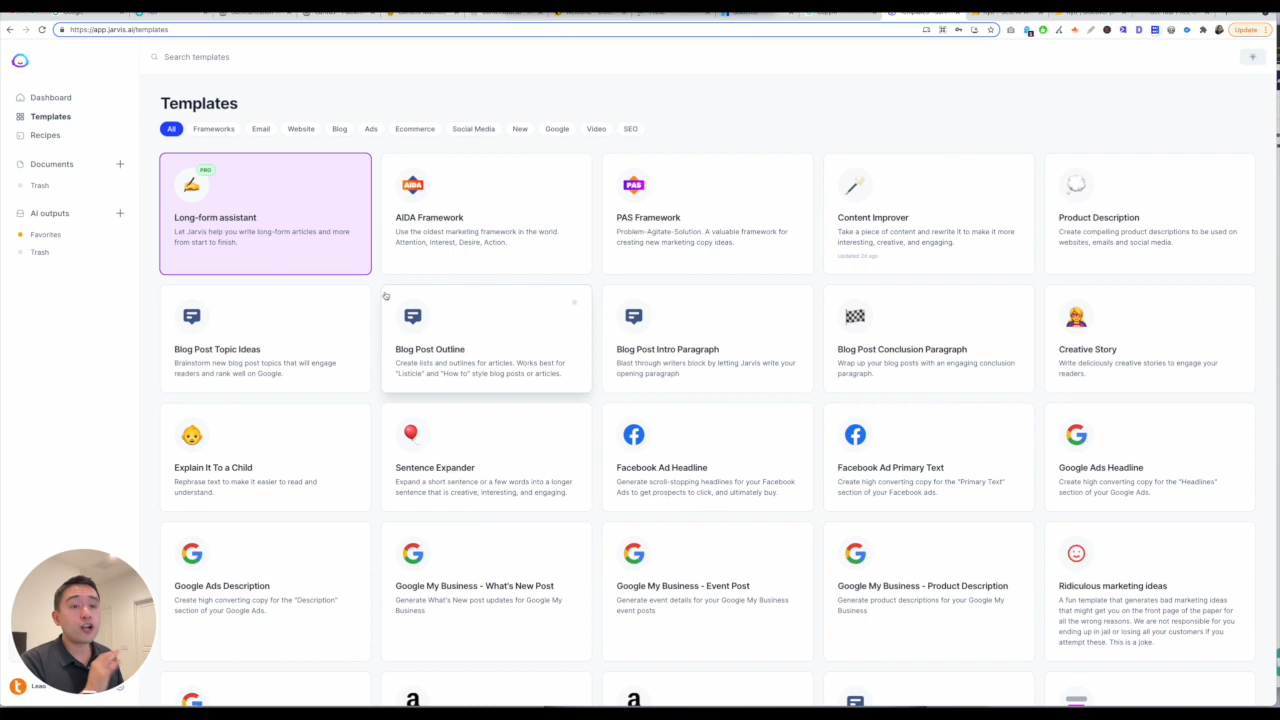 https://app.jarvis.ai/templates
Update
Search templates
Dashboard
Templates
Recipes
Documents
Trash
AI outputs
Favorites
Trash
Leao
Templates
All
Frameworks
Email
Website
Blog
Ads
Ecommerce
Social Media
New
Google
Video
SEO
PRO
Long-form assistant
Let Jarvis help you write long-form articles and more
from start to finish.
AIDA
AIDA Framework
Use the oldest marketing framework in the world.
Attention, Interest, Desire, Action.
PAS
PAS Framework
Problem-Agitate-Solution. A valuable framework for
creating new marketing copy ideas.
Content Improver
Take a piece of content and rewrite it to make it more
interesting, creative, and engaging.
Updated 2d ago
Product Description
Create compelling product descriptions to be used on
websites, emails and social media.
Blog Post Topic Ideas
Brainstorm new blog post topics that will engage
readers and rank well on Google.
Blog Post Outline
Create lists and outlines for articles. Works best for
"Listicle" and "How to" style blog posts or articles.
Blog Post Intro Paragraph
Blast through writers block by letting Jarvis write your
opening paragraph
Blog Post Conclusion Paragraph
Wrap up your blog posts with an engaging conclusion
paragraph.
Creative Story
Write deliciously creative stories to engage your
readers.
Explain It To a Child
Rephrase text to make it easier to read and
understand.
Sentence Expander
Expand a short sentence or a few words into a longer
sentence that is creative, interesting, and engaging.
Facebook Ad Headline
Generate scroll-stopping headlines for your Facebook
Ads to get prospects to click, and ultimately buy.
Facebook Ad Primary Text
Create high converting copy for the "Primary Text"
section of your Facebook ads.
Google Ads Headline
Create high converting copy for the "Headlines"
section of your Google Ads.
Google Ads Description
Create high converting copy for the "Description"
section of your Google Ads.
Google My Business - What's New Post
Generate What's New post updates for Google My
Business
Google My Business - Event Post
Generate event details for your Google My Business
event posts
Google My Business - Product Description
Generate product descriptions for your Google My
Business
Ridiculous marketing ideas
A fun template that generates bad marketing ideas
that might get you on the front page of the paper for
all the wrong reasons. We are not responsible for you
ending up in jail or losing all your customers if you
attempt these. This is a joke.